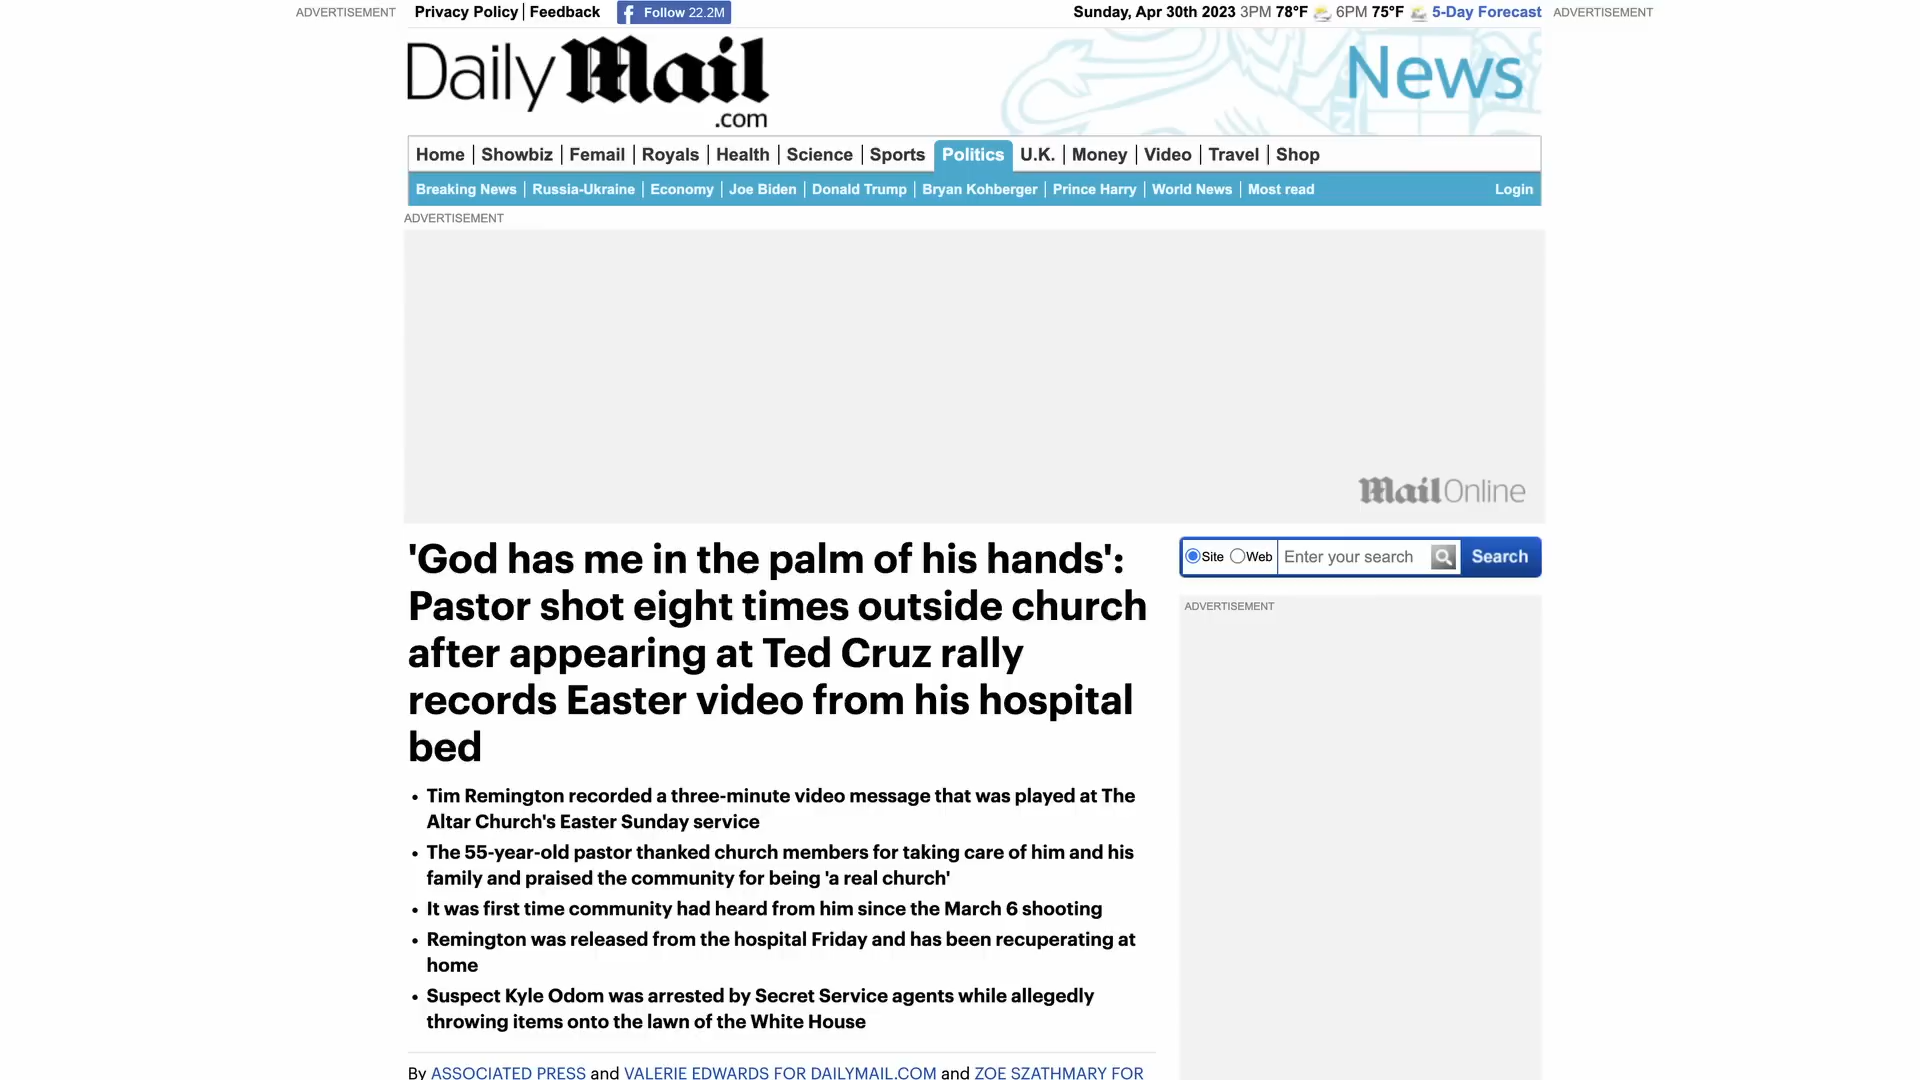 ADVERTISEMENT
Privacy Policy | Feedback
Follow 22.2M
Sunday, Apr 30th 2023 3PM 78°F 6PM 75°F 5-Day Forecast
ADVERTISEMENT
Daily Mail
.com
News
Home | Showbiz | Femail | Royals | Health | Science | Sports | Politics U.K. | Money | Video | Travel | Shop
Breaking News | Russia-Ukraine | Economy | Joe Biden | Donald Trump | Bryan Kohberger | Prince Harry | World News | Most read
Login
ADVERTISEMENT
Mail Online
'God has me in the palm of his hands':
Pastor shot eight times outside church
after appearing at Ted Cruz rally
records Easter video from his hospital
bed
Site Web Enter your search Search
ADVERTISEMENT
• Tim Remington recorded a three-minute video message that was played at The
Altar Church's Easter Sunday service
• The 55-year-old pastor thanked church members for taking care of him and his
family and praised the community for being 'a real church'
• It was first time community had heard from him since the March 6 shooting
• Remington was released from the hospital Friday and has been recuperating at
home
• Suspect Kyle Odom was arrested by Secret Service agents while allegedly
throwing items onto the lawn of the White House
By ASSOCIATED PRESS and VALERIE EDWARDS FOR DAILYMAIL.COM and ZOE SZATHMARY FOR